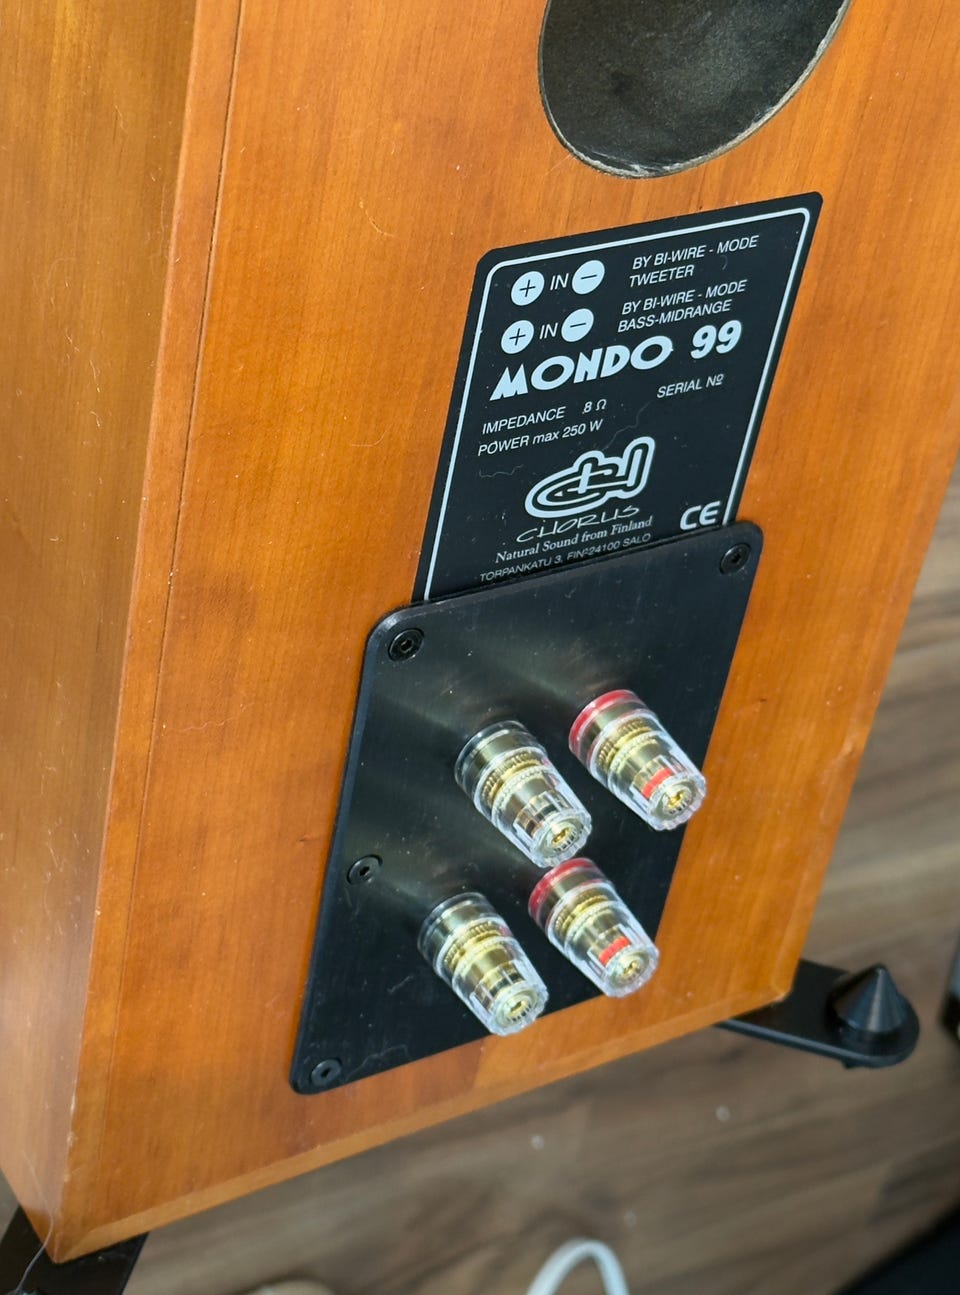 + IN − BY BI-WIRE - MODE
TWEETER
+ IN − BY BI-WIRE - MODE
BASS-MIDRANGE
MONDO 99
IMPEDANCE 8 Ω SERIAL Nº
POWER max 250 W
CHORUS
Natural Sound from Finland
CE
TORPANKATU 3, FIN-24100 SALO